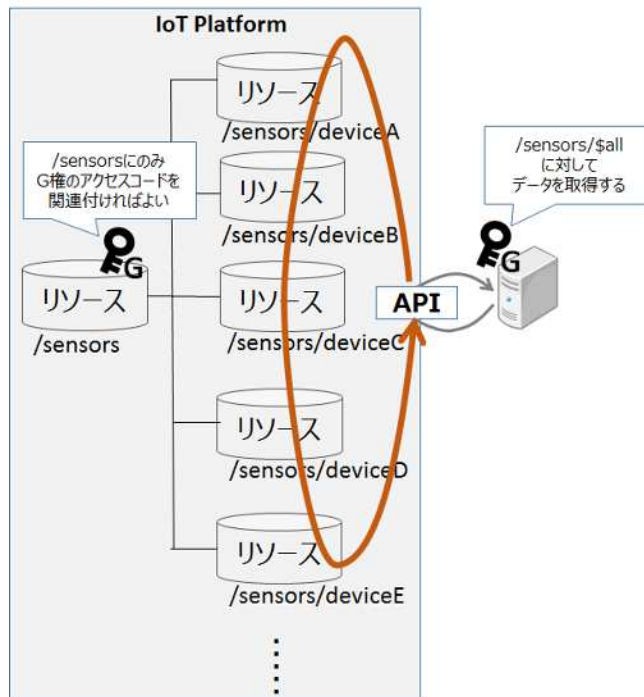 IoT Platform
リソース
/sensors/deviceA
/sensorsにのみ
G権のアクセスコードを
関連付ければよい
/sensors/$all
に対して
データを取得する
リソース
/sensors/deviceB
G
G
リソース
/sensors
リソース
/sensors/deviceC
API
リソース
/sensors/deviceD
リソース
/sensors/deviceE